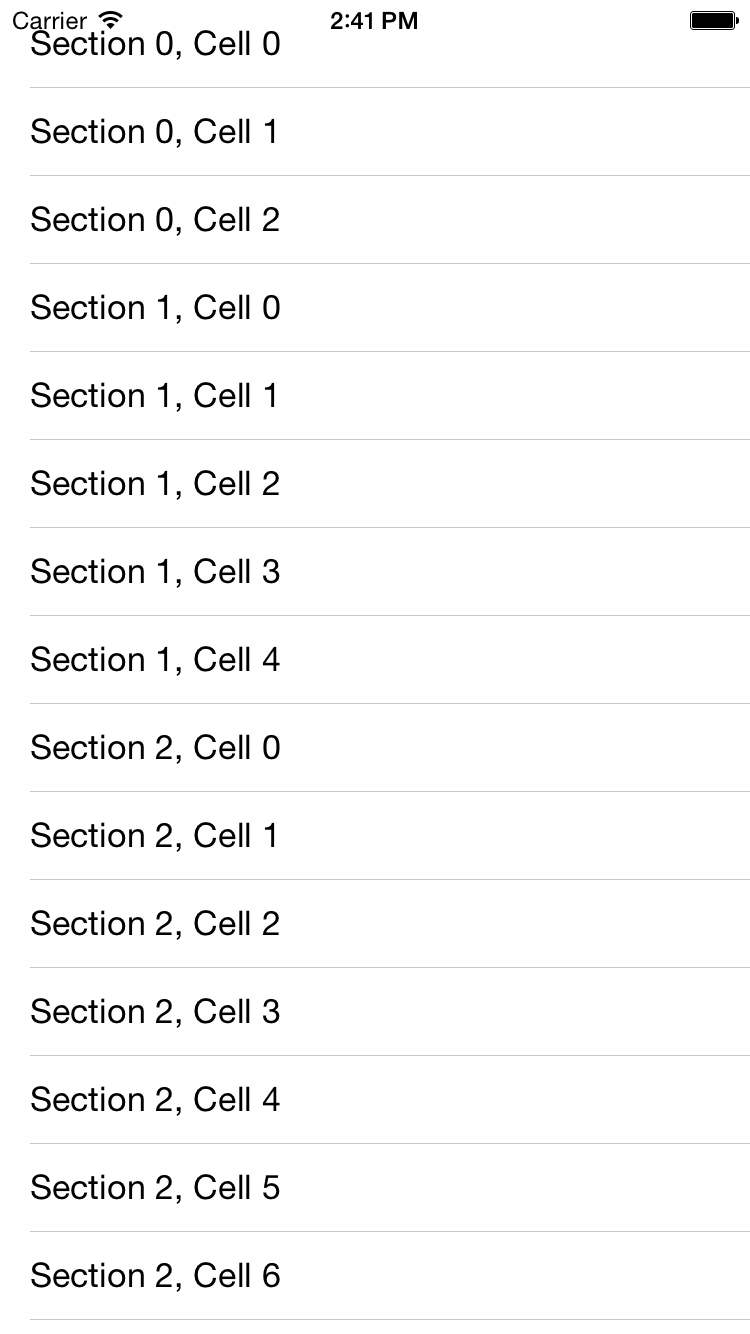 Carrier 2:41 PM
Section 0, Cell 0
Section 0, Cell 1
Section 0, Cell 2
Section 1, Cell 0
Section 1, Cell 1
Section 1, Cell 2
Section 1, Cell 3
Section 1, Cell 4
Section 2, Cell 0
Section 2, Cell 1
Section 2, Cell 2
Section 2, Cell 3
Section 2, Cell 4
Section 2, Cell 5
Section 2, Cell 6